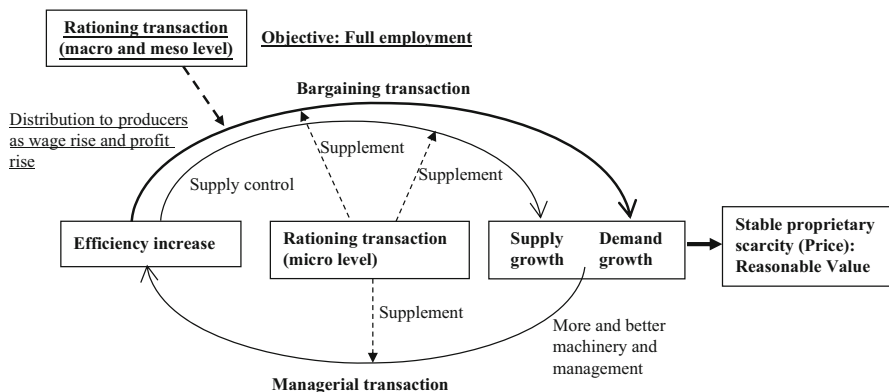 Rationing transaction
(macro and meso level)
Objective: Full employment
Bargaining transaction
Distribution to producers
as wage rise and profit
rise
Supplement
Supplement
Supply control
Efficiency increase
Rationing transaction
(micro level)
Supply
growth
Demand
growth
Stable proprietary
scarcity (Price):
Reasonable Value
Supplement
More and better
machinery and
management
Managerial transaction